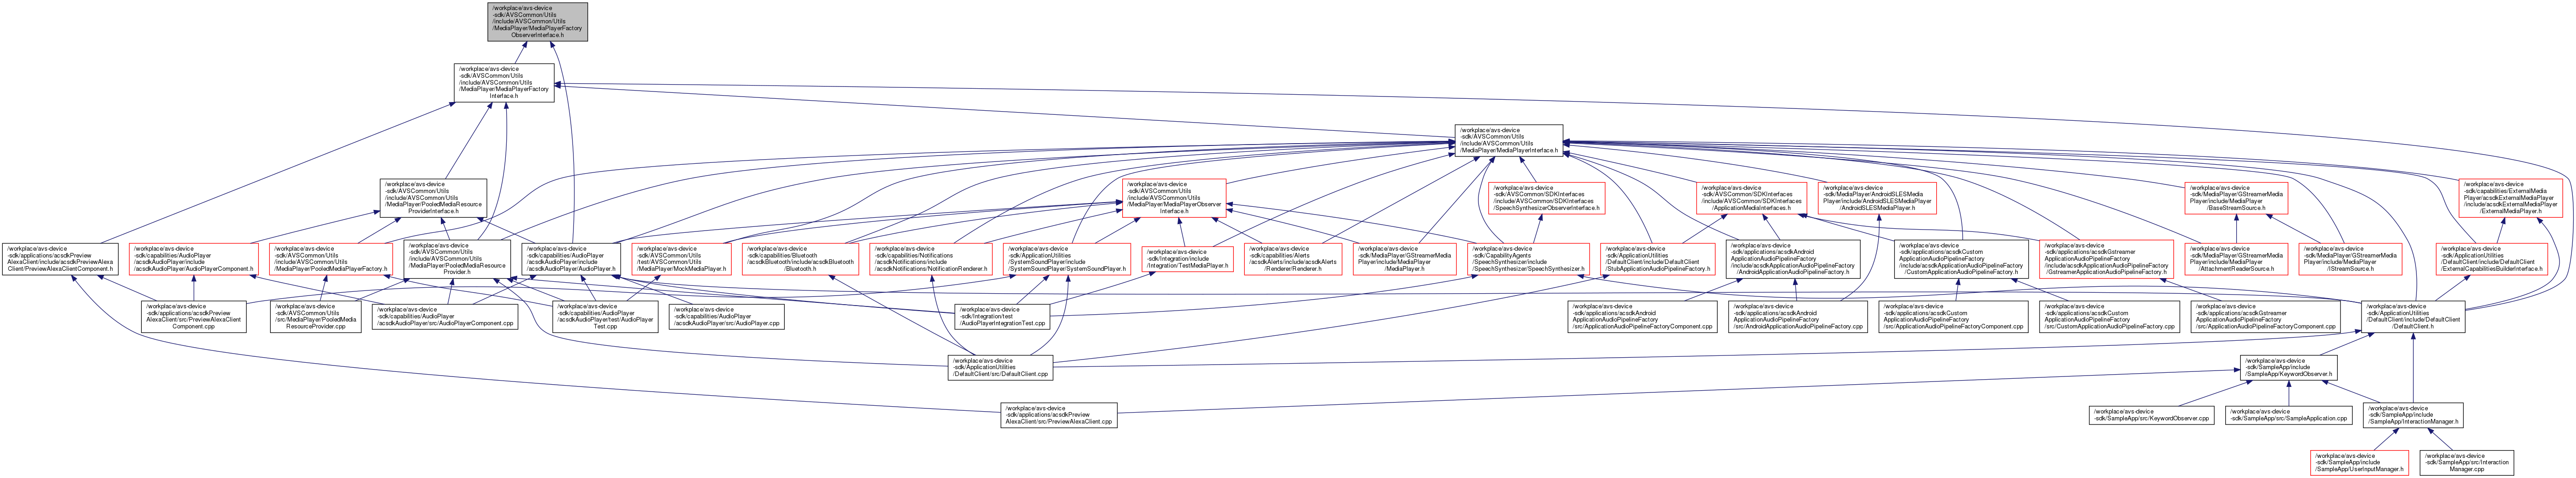 /workplace/avs-device
-sdk/AVSCommon/Utils
/include/AVSCommon/Utils
/MediaPlayer/MediaPlayerFactory
ObserverInterface.h
/workplace/avs-device
-sdk/AVSCommon/Utils
/include/AVSCommon/Utils
/MediaPlayer/MediaPlayerFactory
Interface.h
/workplace/avs-device
-sdk/AVSCommon/Utils
/include/AVSCommon/Utils
/MediaPlayer/MediaPlayerInterface.h
/workplace/avs-device
-sdk/AVSCommon/Utils
/include/AVSCommon/Utils
/MediaPlayer/PooledMediaResource
ProviderInterface.h
/workplace/avs-device
-sdk/AVSCommon/Utils
/include/AVSCommon/Utils
/MediaPlayer/MediaPlayerObserver
Interface.h
/workplace/avs-device
-sdk/AVSCommon/SDKInterfaces
/include/AVSCommon/SDKInterfaces
/SpeechSynthesizerObserverInterface.h
/workplace/avs-device
-sdk/AVSCommon/SDKInterfaces
/include/AVSCommon/SDKInterfaces
/ApplicationMediaInterfaces.h
/workplace/avs-device
-sdk/MediaPlayer/AndroidSLESMedia
Player/include/AndroidSLESMediaPlayer
/AndroidSLESMediaPlayer.h
/workplace/avs-device
-sdk/MediaPlayer/GStreamerMedia
Player/include/MediaPlayer
/BaseStreamSource.h
/workplace/avs-device
-sdk/capabilities/ExternalMedia
Player/acsdkExternalMediaPlayer
/include/acsdkExternalMediaPlayer
/ExternalMediaPlayer.h
/workplace/avs-device
-sdk/applications/acsdkPreview
AlexaClient/include/acsdkPreviewAlexa
Client/PreviewAlexaClientComponent.h
/workplace/avs-device
-sdk/capabilities/AudioPlayer
/acsdkAudioPlayer/include
/acsdkAudioPlayer/AudioPlayerComponent.h
/workplace/avs-device
-sdk/AVSCommon/Utils
/include/AVSCommon/Utils
/MediaPlayer/PooledMediaPlayerFactory.h
/workplace/avs-device
-sdk/AVSCommon/Utils
/include/AVSCommon/Utils
/MediaPlayer/PooledMediaResource
Provider.h
/workplace/avs-device
-sdk/capabilities/AudioPlayer
/acsdkAudioPlayer/include
/acsdkAudioPlayer/AudioPlayer.h
/workplace/avs-device
-sdk/AVSCommon/Utils
/test/AVSCommon/Utils
/MediaPlayer/MockMediaPlayer.h
/workplace/avs-device
-sdk/capabilities/Bluetooth
/acsdkBluetooth/include/acsdkBluetooth
/Bluetooth.h
/workplace/avs-device
-sdk/capabilities/Notifications
/acsdkNotifications/include
/acsdkNotifications/NotificationRenderer.h
/workplace/avs-device
-sdk/ApplicationUtilities
/SystemSoundPlayer/include
/SystemSoundPlayer/SystemSoundPlayer.h
/workplace/avs-device
-sdk/Integration/include
/Integration/TestMediaPlayer.h
/workplace/avs-device
-sdk/capabilities/Alerts
/acsdkAlerts/include/acsdkAlerts
/Renderer/Renderer.h
/workplace/avs-device
-sdk/MediaPlayer/GStreamerMedia
Player/include/MediaPlayer
/MediaPlayer.h
/workplace/avs-device
-sdk/CapabilityAgents
/SpeechSynthesizer/include
/SpeechSynthesizer/SpeechSynthesizer.h
/workplace/avs-device
-sdk/ApplicationUtilities
/DefaultClient/include/DefaultClient
/StubApplicationAudioPipelineFactory.h
/workplace/avs-device
-sdk/applications/acsdkAndroid
ApplicationAudioPipelineFactory
/include/acsdkApplicationAudioPipelineFactory
/AndroidApplicationAudioPipelineFactory.h
/workplace/avs-device
-sdk/applications/acsdkCustom
ApplicationAudioPipelineFactory
/include/acsdkApplicationAudioPipelineFactory
/CustomApplicationAudioPipelineFactory.h
/workplace/avs-device
-sdk/applications/acsdkGstreamer
ApplicationAudioPipelineFactory
/include/acsdkApplicationAudioPipelineFactory
/GstreamerApplicationAudioPipelineFactory.h
/workplace/avs-device
-sdk/MediaPlayer/GStreamerMedia
Player/include/MediaPlayer
/AttachmentReaderSource.h
/workplace/avs-device
-sdk/MediaPlayer/GStreamerMedia
Player/include/MediaPlayer
/IStreamSource.h
/workplace/avs-device
-sdk/ApplicationUtilities
/DefaultClient/include/DefaultClient
/ExternalCapabilitiesBuilderInterface.h
/workplace/avs-device
-sdk/applications/acsdkPreview
AlexaClient/src/PreviewAlexaClient
Component.cpp
/workplace/avs-device
-sdk/AVSCommon/Utils
/src/MediaPlayer/PooledMedia
ResourceProvider.cpp
/workplace/avs-device
-sdk/capabilities/AudioPlayer
/acsdkAudioPlayer/src/AudioPlayerComponent.cpp
/workplace/avs-device
-sdk/capabilities/AudioPlayer
/acsdkAudioPlayer/test/AudioPlayer
Test.cpp
/workplace/avs-device
-sdk/capabilities/AudioPlayer
/acsdkAudioPlayer/src/AudioPlayer.cpp
/workplace/avs-device
-sdk/Integration/test
/AudioPlayerIntegrationTest.cpp
/workplace/avs-device
-sdk/applications/acsdkAndroid
ApplicationAudioPipelineFactory
/src/ApplicationAudioPipelineFactoryComponent.cpp
/workplace/avs-device
-sdk/applications/acsdkAndroid
ApplicationAudioPipelineFactory
/src/AndroidApplicationAudioPipelineFactory.cpp
/workplace/avs-device
-sdk/applications/acsdkCustom
ApplicationAudioPipelineFactory
/src/ApplicationAudioPipelineFactoryComponent.cpp
/workplace/avs-device
-sdk/applications/acsdkCustom
ApplicationAudioPipelineFactory
/src/CustomApplicationAudioPipelineFactory.cpp
/workplace/avs-device
-sdk/applications/acsdkGstreamer
ApplicationAudioPipelineFactory
/src/ApplicationAudioPipelineFactoryComponent.cpp
/workplace/avs-device
-sdk/ApplicationUtilities
/DefaultClient/include/DefaultClient
/DefaultClient.h
/workplace/avs-device
-sdk/ApplicationUtilities
/DefaultClient/src/DefaultClient.cpp
/workplace/avs-device
-sdk/SampleApp/include
/SampleApp/KeywordObserver.h
/workplace/avs-device
-sdk/applications/acsdkPreview
AlexaClient/src/PreviewAlexaClient.cpp
/workplace/avs-device
-sdk/SampleApp/src/KeywordObserver.cpp
/workplace/avs-device
-sdk/SampleApp/src/SampleApplication.cpp
/workplace/avs-device
-sdk/SampleApp/include
/SampleApp/InteractionManager.h
/workplace/avs-device
-sdk/SampleApp/include
/SampleApp/UserInputManager.h
/workplace/avs-device
-sdk/SampleApp/src/Interaction
Manager.cpp